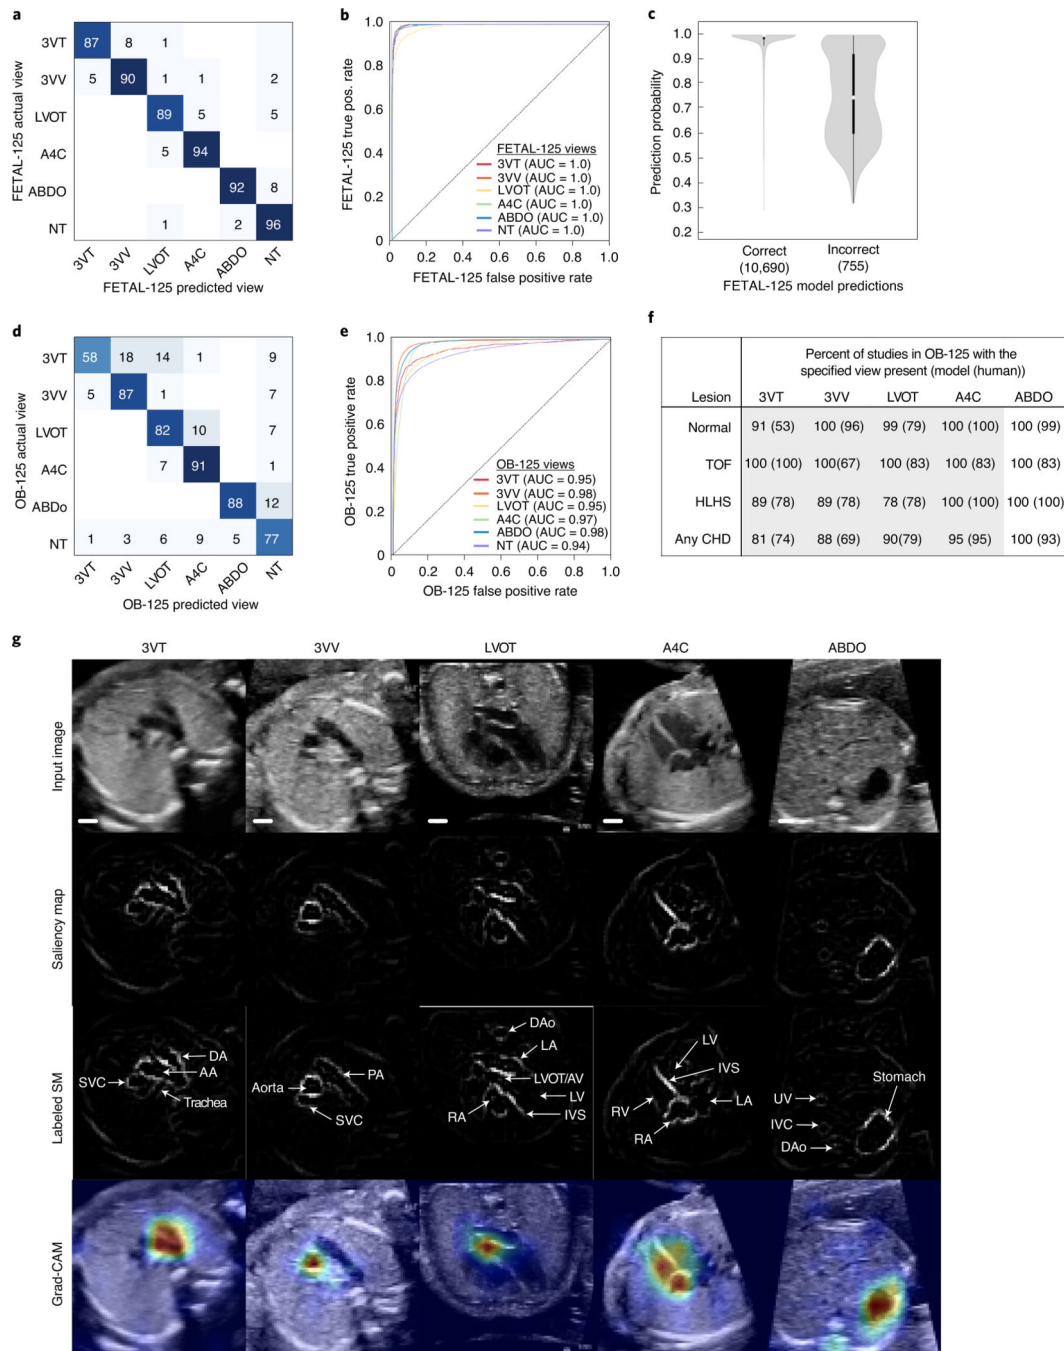 a
FETAL-125 actual view
3VT 87 8 1
3VV 5 90 1 1 2
LVOT 89 5 5
A4C 5 94
ABDO 92 8
NT 1 2 96
3VT 3VV LVOT A4C ABDO NT
FETAL-125 predicted view
b
FETAL-125 true pos. rate
1.0
0.8
0.6
0.4
0.2
0
0 0.2 0.4 0.6 0.8 1.0
FETAL-125 false positive rate
FETAL-125 views
3VT (AUC = 1.0)
3VV (AUC = 1.0)
LVOT (AUC = 1.0)
A4C (AUC = 1.0)
ABDO (AUC = 1.0)
NT (AUC = 1.0)
c
Prediction probability
1.0
0.9
0.8
0.7
0.6
0.5
0.4
0.3
0.2
Correct Incorrect
(10,690) (755)
FETAL-125 model predictions
d
OB-125 actual view
3VT 58 18 14 1 9
3VV 5 87 1 7
LVOT 82 10 7
A4C 7 91 1
ABDo 88 12
NT 1 3 6 9 5 77
3VT 3VV LVOT A4C ABDO NT
OB-125 predicted view
e
OB-125 true positive rate
1.0
0.8
0.6
0.4
0.2
0
0 0.2 0.4 0.6 0.8 1.0
OB-125 false positive rate
OB-125 views
3VT (AUC = 0.95)
3VV (AUC = 0.98)
LVOT (AUC = 0.95)
A4C (AUC = 0.97)
ABDO (AUC = 0.98)
NT (AUC = 0.94)
f
Percent of studies in OB-125 with the
specified view present (model (human))
Lesion 3VT 3VV LVOT A4C ABDO
Normal 91 (53) 100 (96) 99 (79) 100 (100) 100 (99)
TOF 100 (100) 100(67) 100 (83) 100 (83) 100 (83)
HLHS 89 (78) 89 (78) 78 (78) 100 (100) 100 (100)
Any CHD 81 (74) 88 (69) 90(79) 95 (95) 100 (93)
g
3VT 3VV LVOT A4C ABDO
Input image
Saliency map
Labeled SM
SVC
DA
AA
Trachea
Aorta
PA
SVC
DAo
LA
LVOT/AV
LV
RA
IVS
LV
IVS
RV
LA
RA
Stomach
UV
IVC
DAo
Grad-CAM